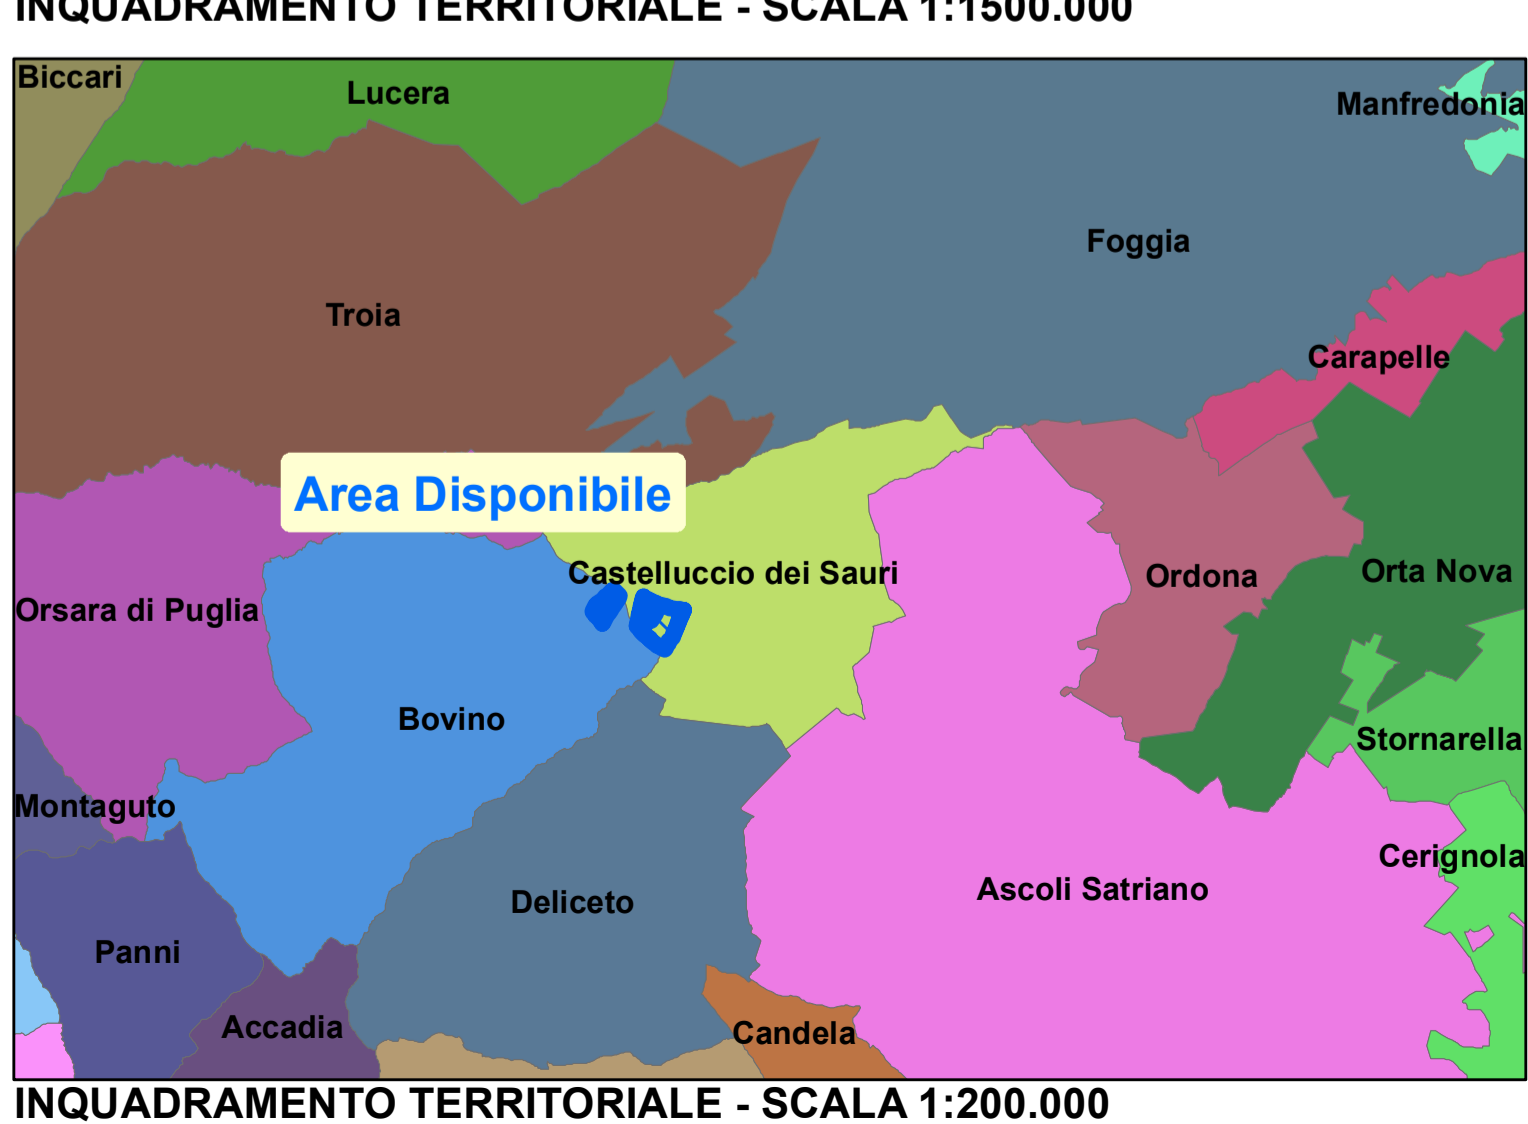 INQUADRAMENTO TERRITORIALE - SCALA 1:1500.000
Biccari
Lucera
Manfredonia
Foggia
Troia
Carapelle
Area Disponibile
Castelluccio dei Sauri
Ordona
Orta Nova
Orsara di Puglia
Bovino
Stornarella
Montaguto
Cerignola
Ascoli Satriano
Deliceto
Panni
Accadia
Candela
INQUADRAMENTO TERRITORIALE - SCALA 1:200.000